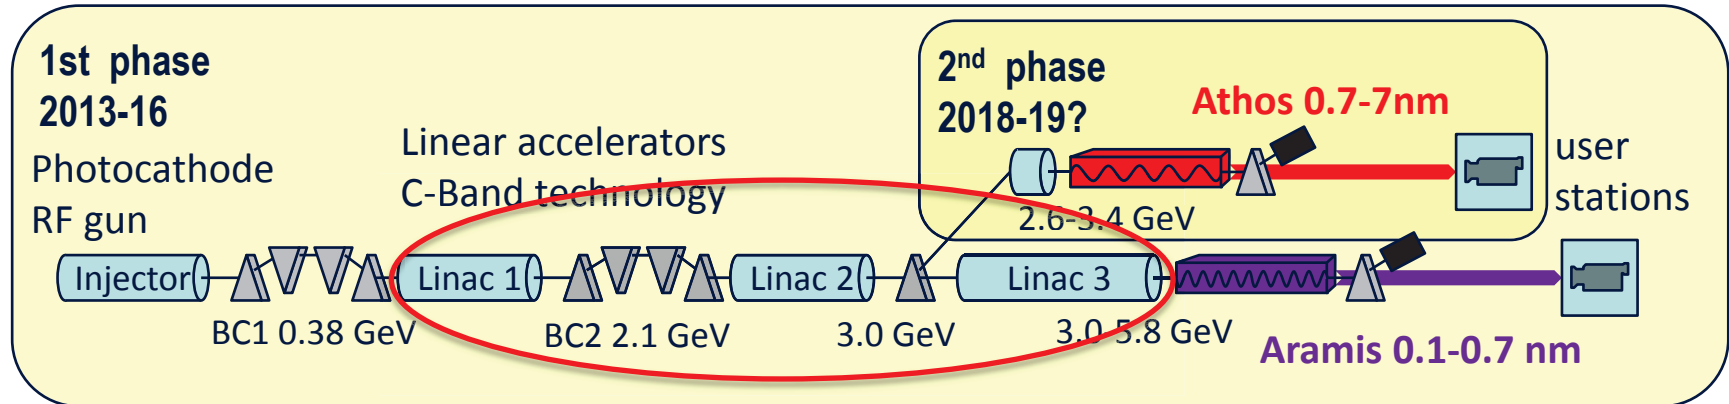 1st phase
2013-16
Photocathode
RF gun
Linear accelerators
C-Band technology
2nd phase
2018-19?
Athos 0.7-7nm
user
stations
2.6-3.4 GeV
Injector
Linac 1
Linac 2
Linac 3
BC1 0.38 GeV
BC2 2.1 GeV
3.0 GeV
3.0-5.8 GeV
Aramis 0.1-0.7 nm